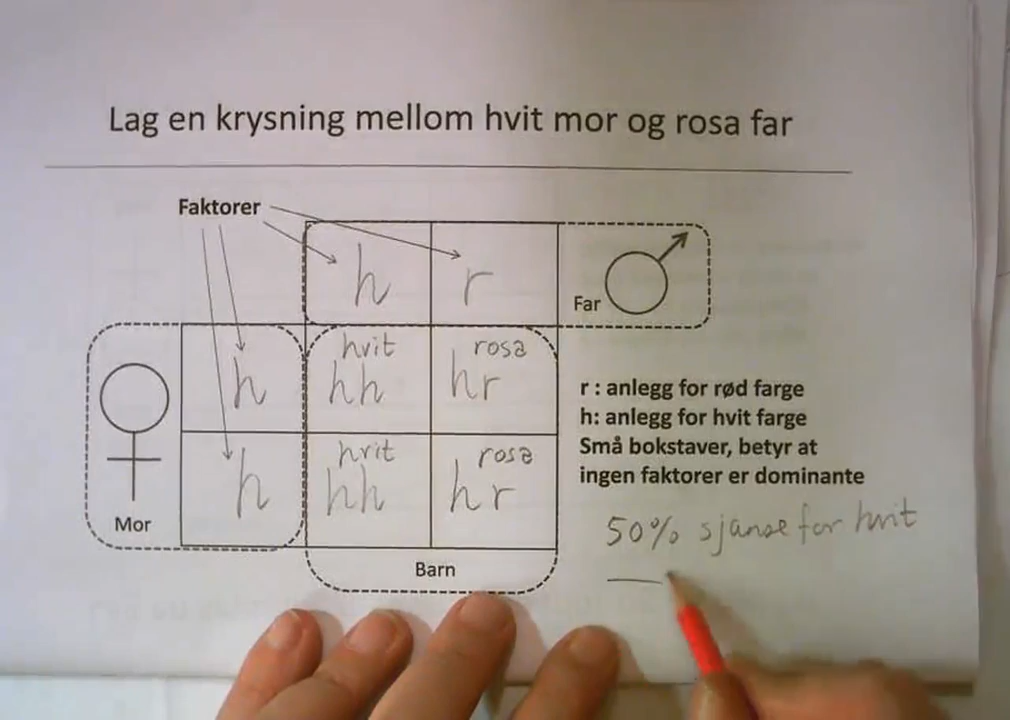 Lag en krysning mellom hvit mor og rosa far
Faktorer
h r
Far
hvit rosa
h hh hr
hvit rosa
h hh hr
Mor
Barn
r : anlegg for rød farge
h: anlegg for hvit farge
Små bokstaver, betyr at
ingen faktorer er dominante
50% sjanse for hvit